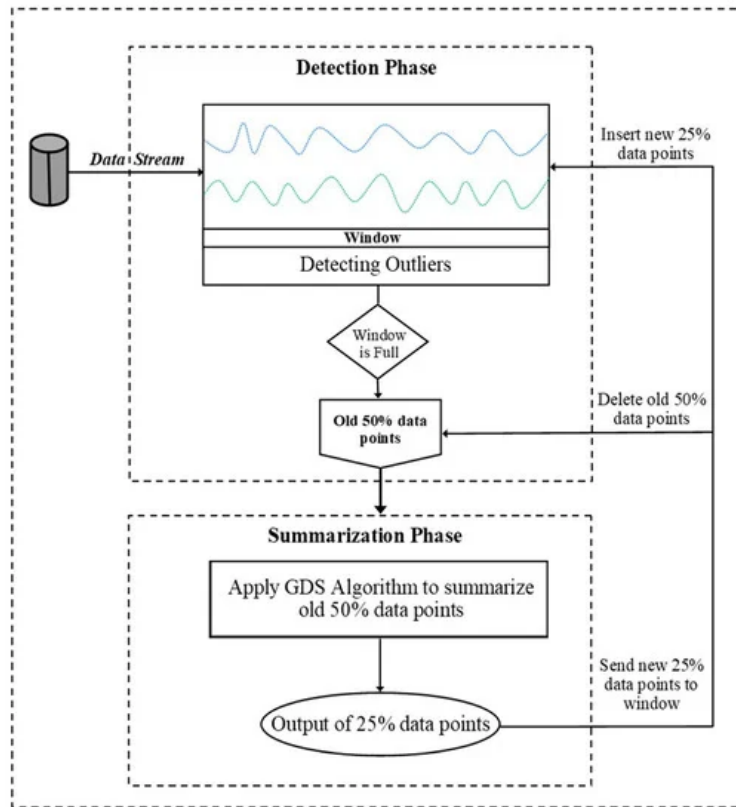 Detection Phase
Data Stream
Insert new 25%
data points
Window
Detecting Outliers
Window
is Full
Old 50% data
points
Delete old 50%
data points
Summarization Phase
Apply GDS Algorithm to summarize
old 50% data points
Send new 25%
data points to
window
Output of 25% data points